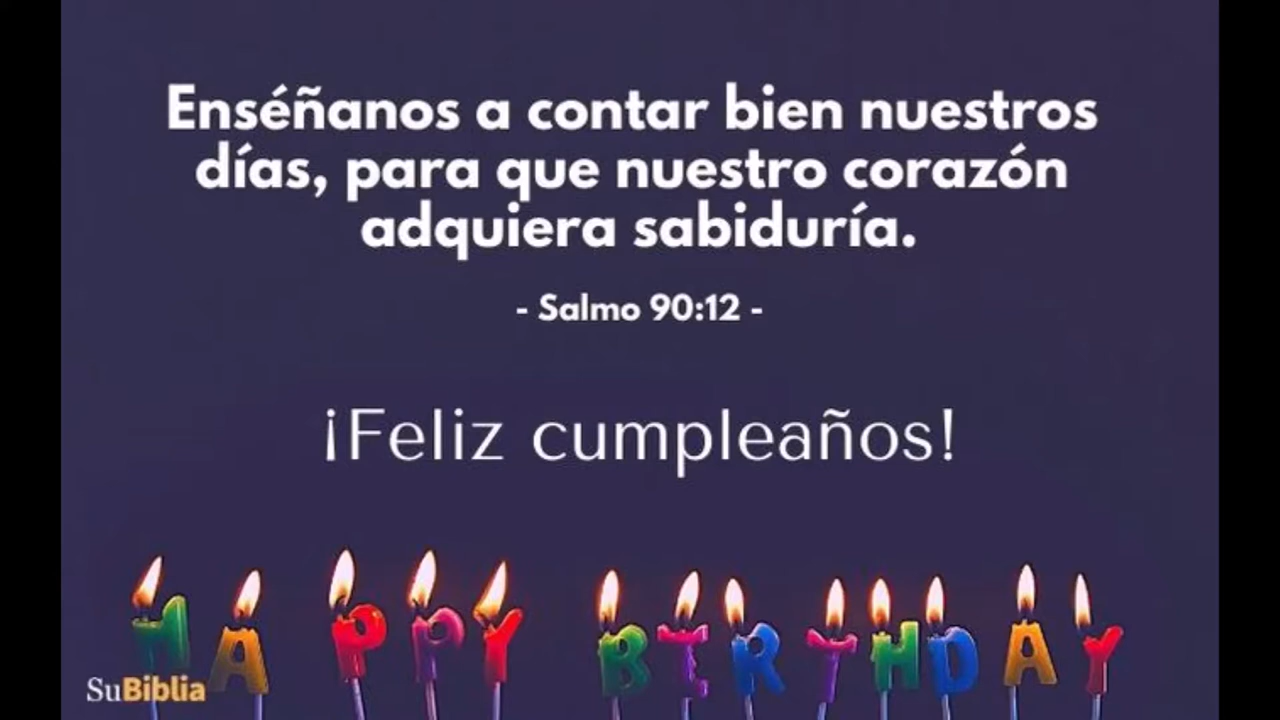 Enséñanos a contar bien nuestros
días, para que nuestro corazón
adquiera sabiduría.
- Salmo 90:12 -
¡Feliz cumpleaños!
HAPPY BIRTHDAY
SuBiblia